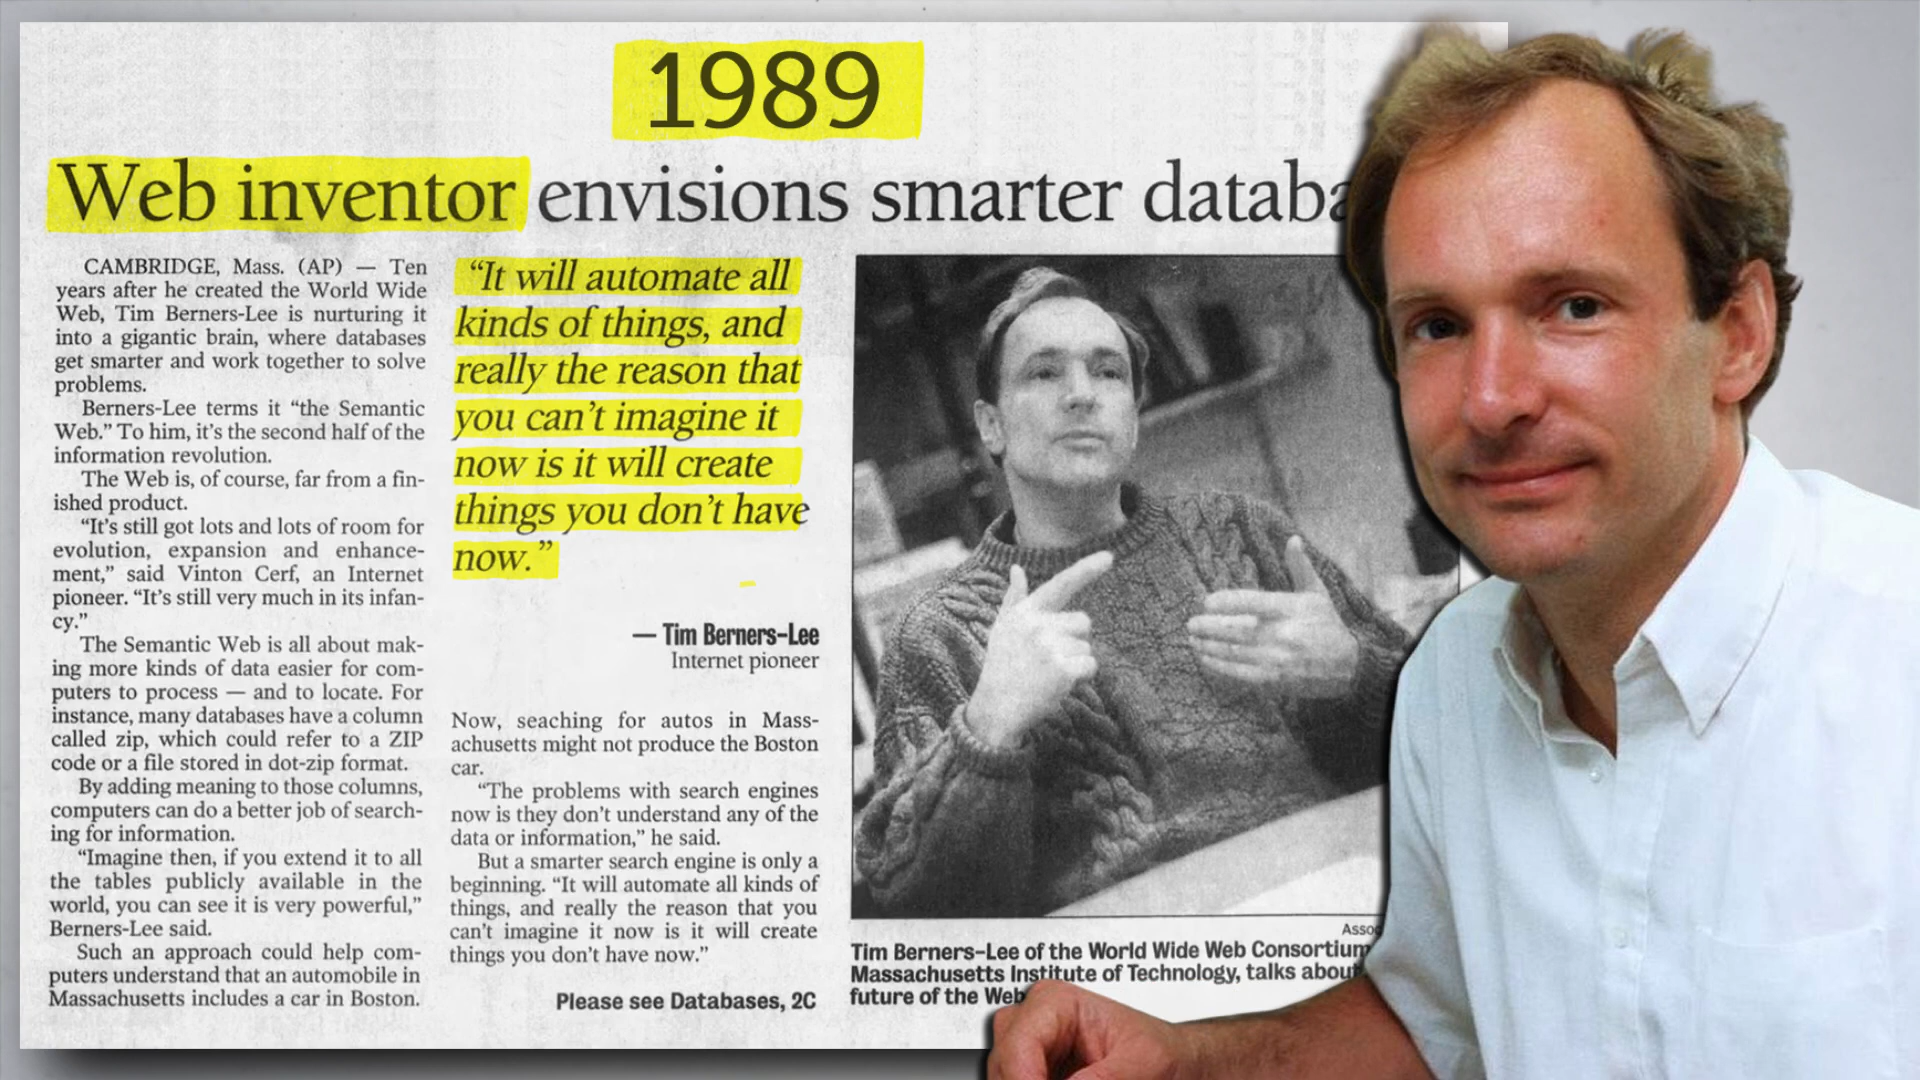 1989
Web inventor envisions smarter databa
CAMBRIDGE, Mass. (AP) — Ten
years after he created the World Wide
Web, Tim Berners-Lee is nurturing it
into a gigantic brain, where databases
get smarter and work together to solve
problems.
Berners-Lee terms it “the Semantic
Web.” To him, it’s the second half of the
information revolution.
The Web is, of course, far from a fin-
ished product.
“It’s still got lots and lots of room for
evolution, expansion and enhance-
ment,” said Vinton Cerf, an Internet
pioneer. “It’s still very much in its infan-
cy.”
The Semantic Web is all about mak-
ing more kinds of data easier for com-
puters to process — and to locate. For
instance, many databases have a column
called zip, which could refer to a ZIP
code or a file stored in dot-zip format.
By adding meaning to those columns,
computers can do a better job of search-
ing for information.
“Imagine then, if you extend it to all
the tables publicly available in the
world, you can see it is very powerful,”
Berners-Lee said.
Such an approach could help com-
puters understand that an automobile in
Massachusetts includes a car in Boston.
“It will automate all
kinds of things, and
really the reason that
you can’t imagine it
now is it will create
things you don’t have
now.”
— Tim Berners-Lee
Internet pioneer
Now, seaching for autos in Mass-
achusetts might not produce the Boston
car.
“The problems with search engines
now is they don’t understand any of the
data or information,” he said.
But a smarter search engine is only a
beginning. “It will automate all kinds of
things, and really the reason that you
can’t imagine it now is it will create
things you don’t have now.”
Please see Databases, 2C
Assoc
Tim Berners-Lee of the World Wide Web Consortium
Massachusetts Institute of Technology, talks about
future of the Web